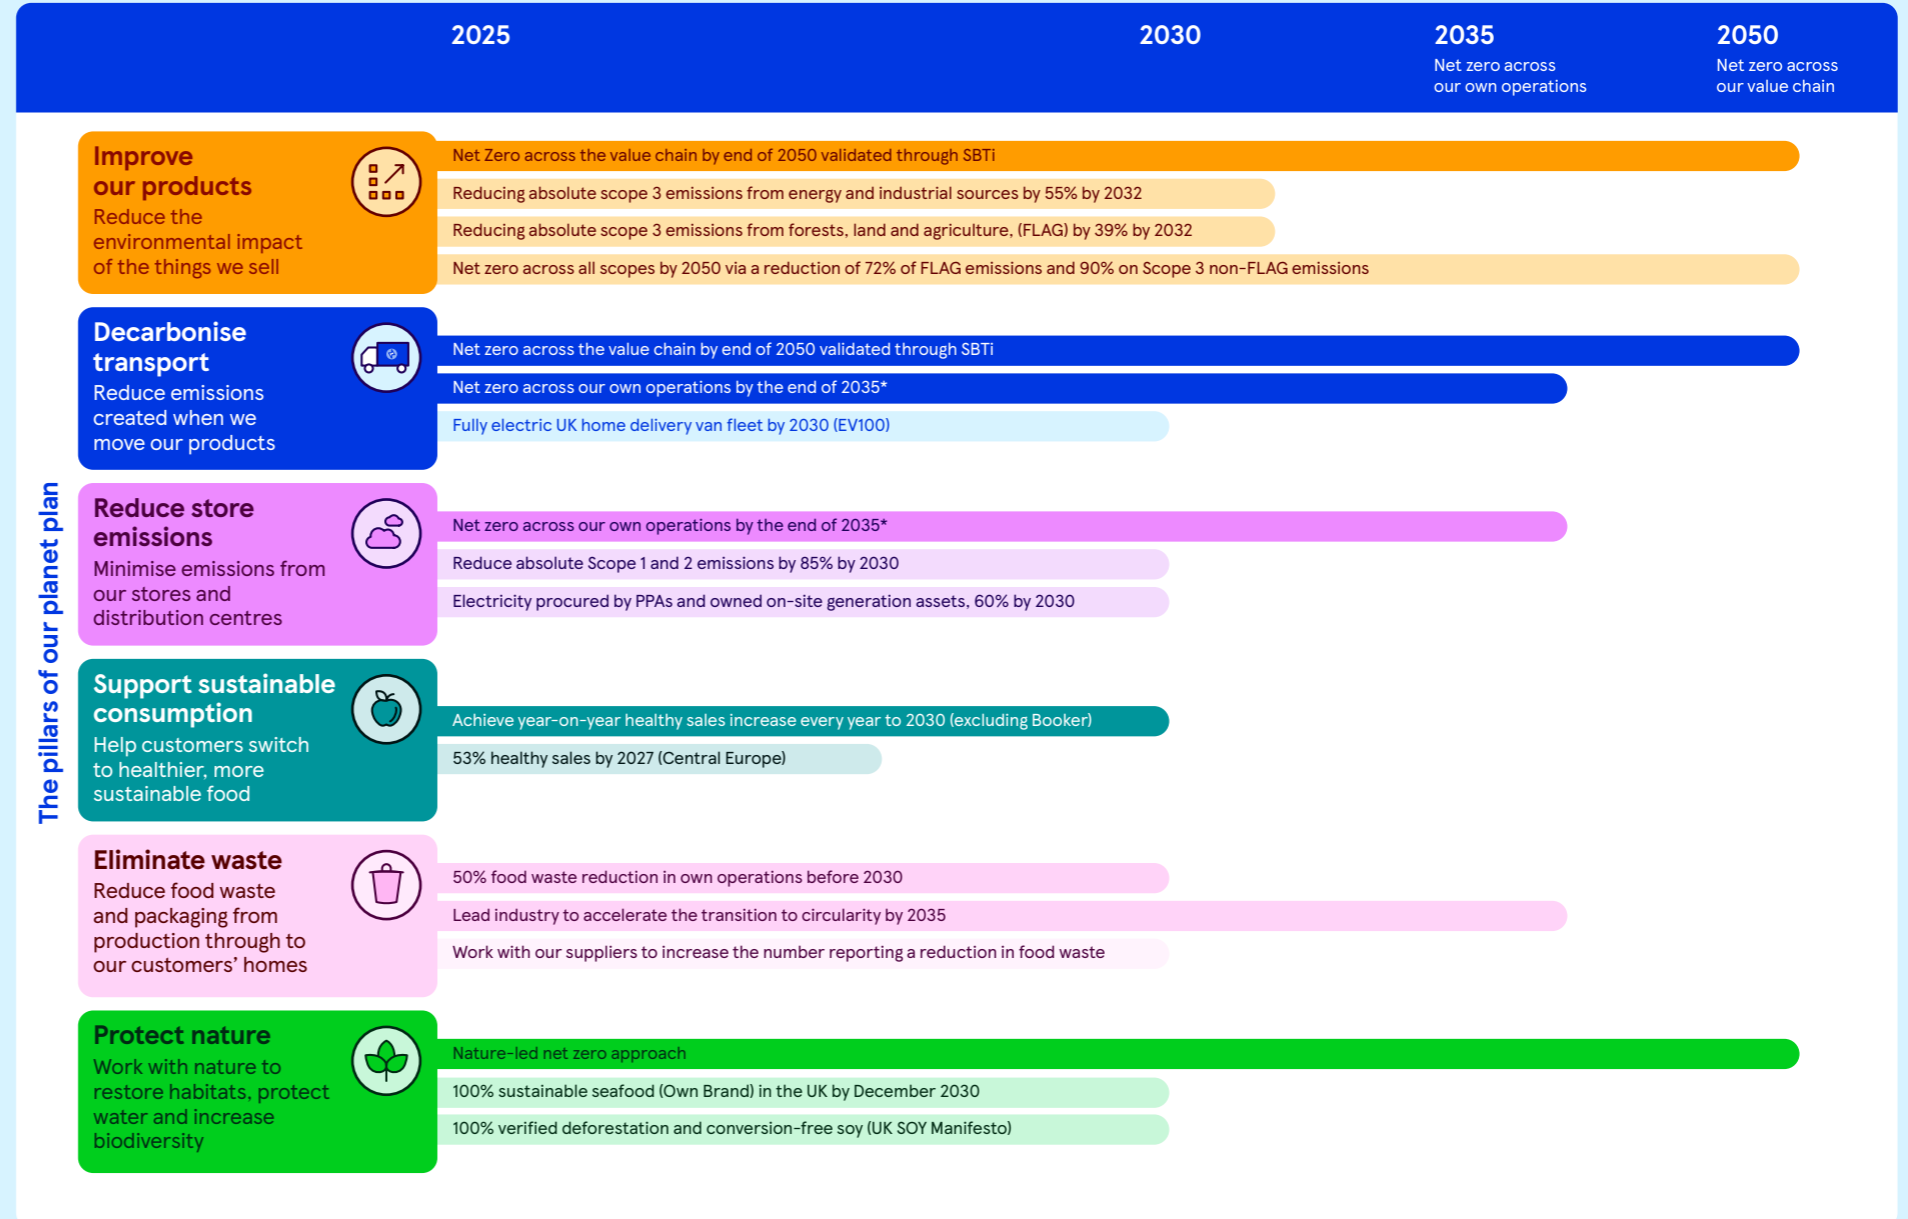 2025
2030
2035
Net zero across
our own operations
2050
Net zero across
our value chain
The pillars of our planet plan
Improve
our products
Reduce the
environmental impact
of the things we sell
Net Zero across the value chain by end of 2050 validated through SBTi
Reducing absolute scope 3 emissions from energy and industrial sources by 55% by 2032
Reducing absolute scope 3 emissions from forests, land and agriculture, (FLAG) by 39% by 2032
Net zero across all scopes by 2050 via a reduction of 72% of FLAG emissions and 90% on Scope 3 non-FLAG emissions
Decarbonise
transport
Reduce emissions
created when we
move our products
Net zero across the value chain by end of 2050 validated through SBTi
Net zero across our own operations by the end of 2035*
Fully electric UK home delivery van fleet by 2030 (EV100)
Reduce store
emissions
Minimise emissions from
our stores and
distribution centres
Net zero across our own operations by the end of 2035*
Reduce absolute Scope 1 and 2 emissions by 85% by 2030
Electricity procured by PPAs and owned on-site generation assets, 60% by 2030
Support sustainable
consumption
Help customers switch
to healthier, more
sustainable food
Achieve year-on-year healthy sales increase every year to 2030 (excluding Booker)
53% healthy sales by 2027 (Central Europe)
Eliminate waste
Reduce food waste
and packaging from
production through to
our customers’ homes
50% food waste reduction in own operations before 2030
Lead industry to accelerate the transition to circularity by 2035
Work with our suppliers to increase the number reporting a reduction in food waste
Protect nature
Work with nature to
restore habitats, protect
water and increase
biodiversity
Nature-led net zero approach
100% sustainable seafood (Own Brand) in the UK by December 2030
100% verified deforestation and conversion-free soy (UK SOY Manifesto)